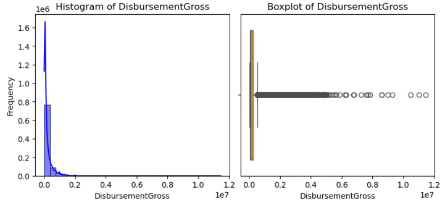 Histogram of DisbursementGross
1e6
1.6
1.4
1.2
1.0
0.8
0.6
0.4
0.2
0.0
Frequency
0.0 0.2 0.4 0.6 0.8 1.0 1.2
1e7
DisbursementGross
Boxplot of DisbursementGross
0.0 0.2 0.4 0.6 0.8 1.0 1.2
1e7
DisbursementGross